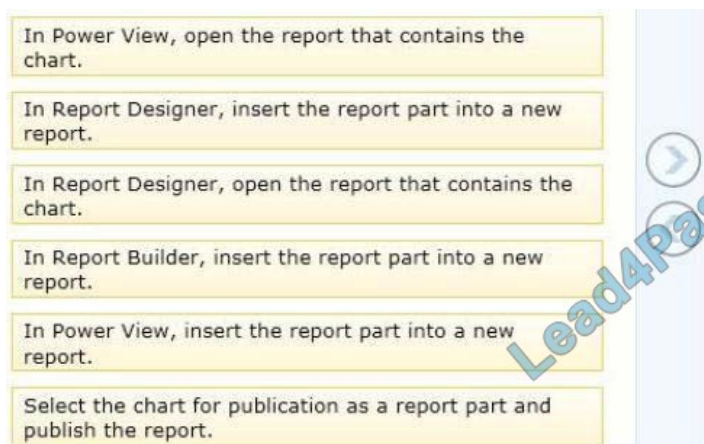 In Power View, open the report that contains the
chart.
In Report Designer, insert the report part into a new
report.
In Report Designer, open the report that contains the
chart.
In Report Builder, insert the report part into a new
report.
In Power View, insert the report part into a new
report.
Select the chart for publication as a report part and
publish the report.
Lead4Pas